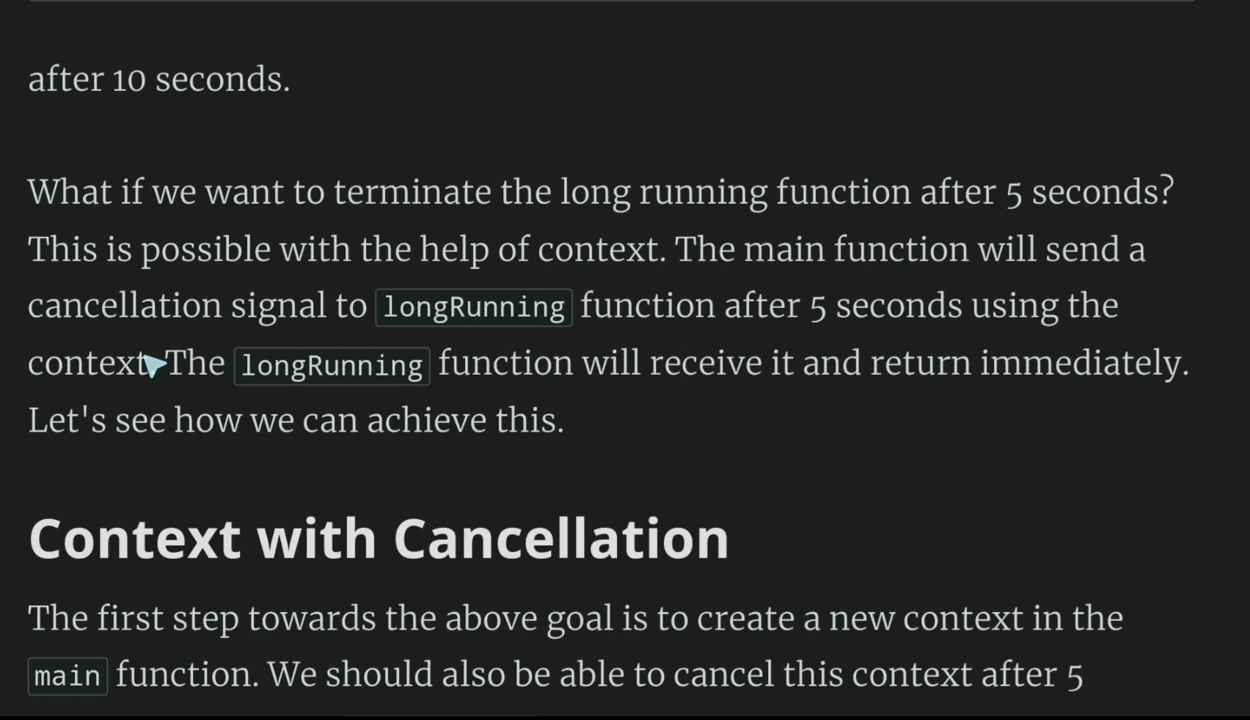 after 10 seconds.
What if we want to terminate the long running function after 5 seconds?
This is possible with the help of context. The main function will send a
cancellation signal to longRunning function after 5 seconds using the
context. The longRunning function will receive it and return immediately.
Let's see how we can achieve this.
Context with Cancellation
The first step towards the above goal is to create a new context in the
main function. We should also be able to cancel this context after 5